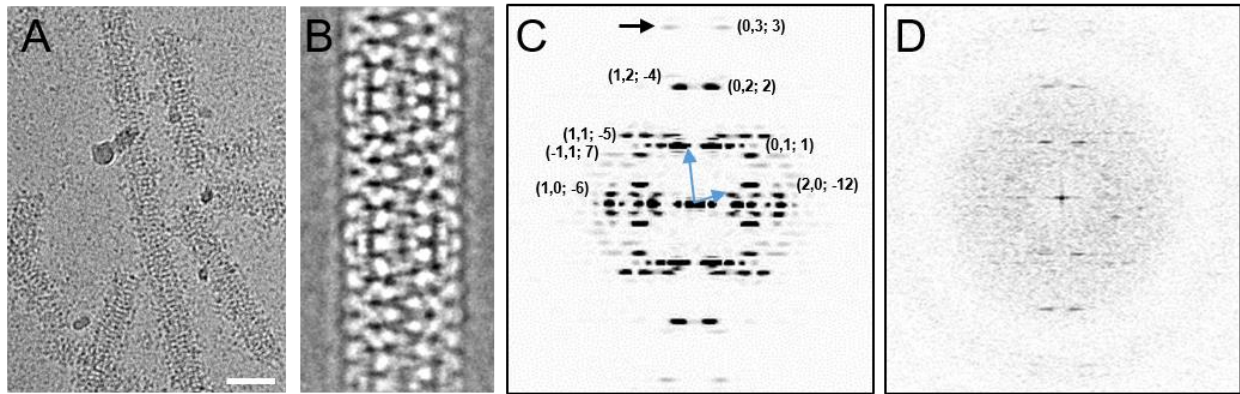 A
B
C
D
(0,3; 3)
(1,2; -4)
(0,2; 2)
(1,1; -5)
(0,1; 1)
(-1,1; 7)
(1,0; -6)
(2,0; -12)